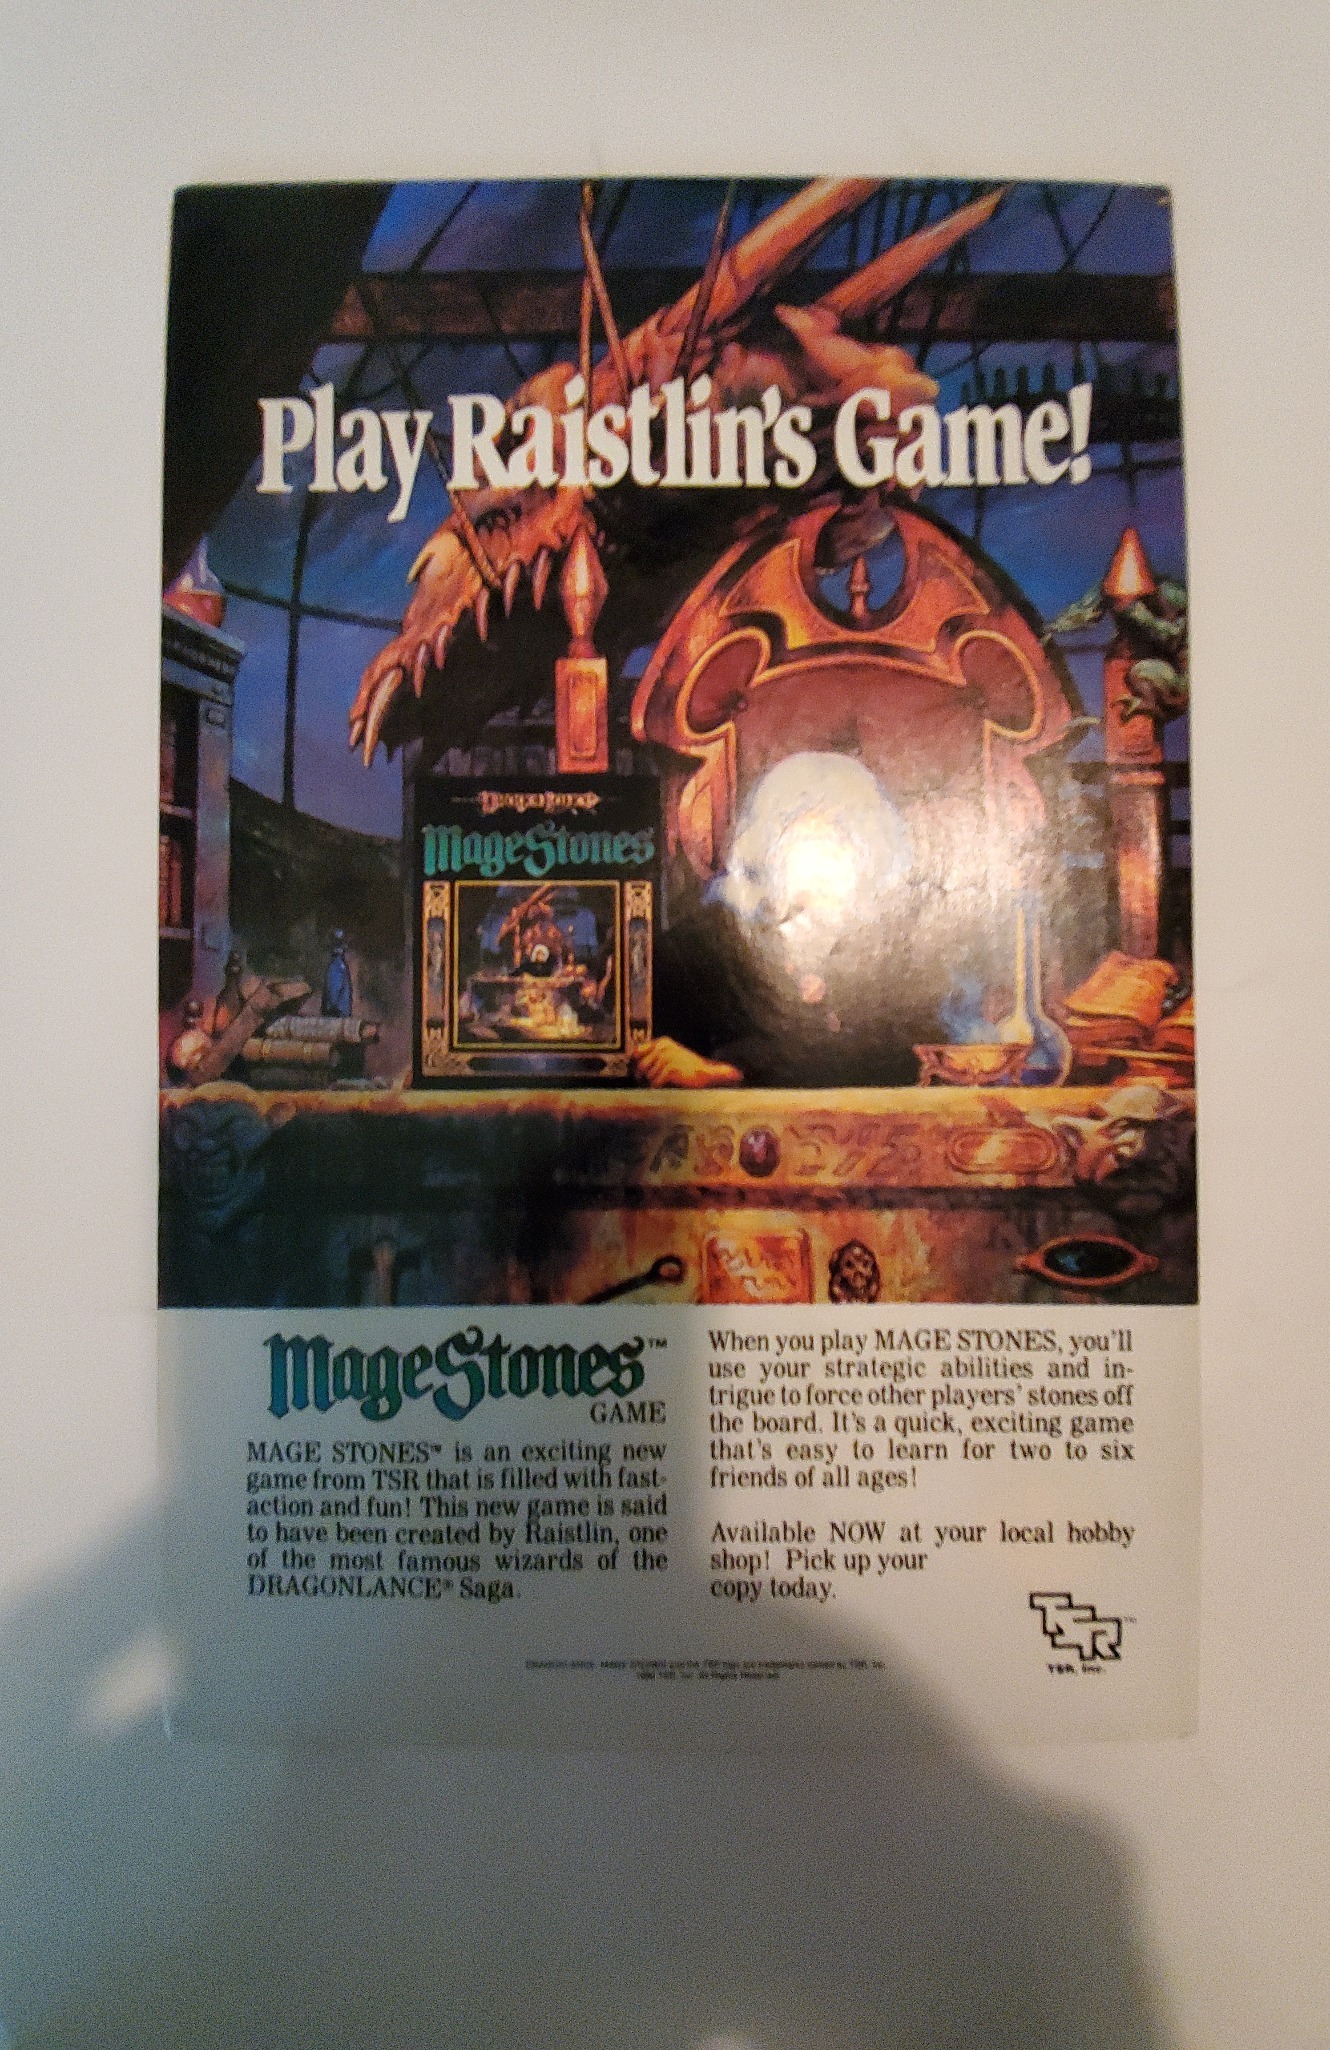 Play Raistlin's Game!
DRAGONLANCE
MageStones
MageStones™
GAME
MAGE STONES™ is an exciting new
game from TSR that is filled with fast-
action and fun! This new game is said
to have been created by Raistlin, one
of the most famous wizards of the
DRAGONLANCE® Saga.
When you play MAGE STONES, you'll
use your strategic abilities and in-
trigue to force other players' stones off
the board. It's a quick, exciting game
that's easy to learn for two to six
friends of all ages!
Available NOW at your local hobby
shop! Pick up your
copy today.
TSR™
TSR, Inc.